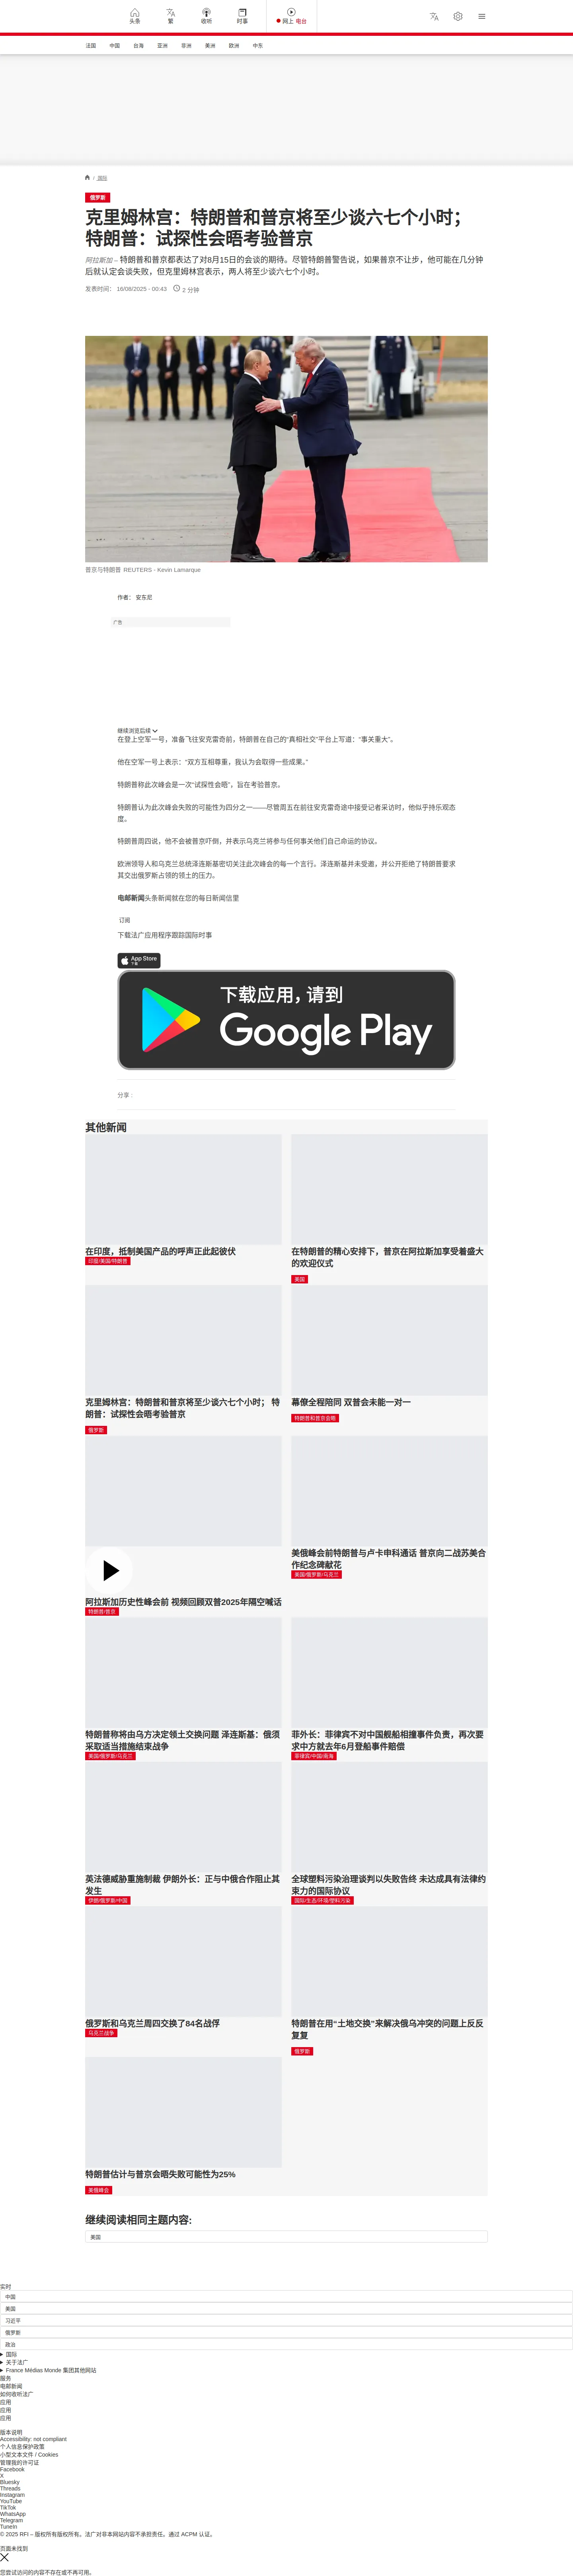 头条
繁
收听
时事
网上 电台
法国
中国
台海
亚洲
非洲
美洲
欧洲
中东
/ 国际
俄罗斯
克里姆林宫：特朗普和普京将至少谈六七个小时；
特朗普：试探性会晤考验普京
阿拉斯加 – 特朗普和普京都表达了对8月15日的会谈的期待。尽管特朗普警告说，如果普京不让步，他可能在几分钟
后就认定会谈失败，但克里姆林宫表示，两人将至少谈六七个小时。
发表时间： 16/08/2025 - 00:43 2 分钟
普京与特朗普 REUTERS - Kevin Lamarque
作者： 安东尼
广告
继续浏览后续
在登上空军一号，准备飞往安克雷奇前，特朗普在自己的“真相社交”平台上写道：“事关重大”。
他在空军一号上表示：“双方互相尊重，我认为会取得一些成果。”
特朗普称此次峰会是一次“试探性会晤”，旨在考验普京。
特朗普认为此次峰会失败的可能性为四分之一——尽管周五在前往安克雷奇途中接受记者采访时，他似乎持乐观态
度。
特朗普周四说，他不会被普京吓倒，并表示乌克兰将参与任何事关他们自己命运的协议。
欧洲领导人和乌克兰总统泽连斯基密切关注此次峰会的每一个言行。泽连斯基并未受邀，并公开拒绝了特朗普要求
其交出俄罗斯占领的领土的压力。
电邮新闻头条新闻就在您的每日新闻信里
订阅
下载法广应用程序跟踪国际时事
App Store
下载
下载应用，请到
Google Play
分享 :
其他新闻
在印度，抵制美国产品的呼声正此起彼伏
印度/美国/特朗普
在特朗普的精心安排下，普京在阿拉斯加享受着盛大
的欢迎仪式
美国
克里姆林宫：特朗普和普京将至少谈六七个小时； 特
朗普：试探性会晤考验普京
俄罗斯
幕僚全程陪同 双普会未能一对一
特朗普和普京会晤
阿拉斯加历史性峰会前 视频回顾双普2025年隔空喊话
特朗普/普京
美俄峰会前特朗普与卢卡申科通话 普京向二战苏美合
作纪念碑献花
美国/俄罗斯/乌克兰
特朗普称将由乌方决定领土交换问题 泽连斯基：俄须
采取适当措施结束战争
美国/俄罗斯/乌克兰
菲外长：菲律宾不对中国舰船相撞事件负责，再次要
求中方就去年6月登船事件赔偿
菲律宾/中国/南海
英法德威胁重施制裁 伊朗外长：正与中俄合作阻止其
发生
伊朗/俄罗斯/中国
全球塑料污染治理谈判以失败告终 未达成具有法律约
束力的国际协议
国际/生态/环境/塑料污染
俄罗斯和乌克兰周四交换了84名战俘
乌克兰战争
特朗普在用“土地交换”来解决俄乌冲突的问题上反反
复复
俄罗斯
特朗普估计与普京会晤失败可能性为25%
美俄峰会
继续阅读相同主题内容:
美国
实时
中国
美国
习近平
俄罗斯
政治
国际
关于法广
France Médias Monde 集团其他网站
服务
电邮新闻
如何收听法广
应用
应用
应用
版本说明
Accessibility: not compliant
个人信息保护政策
小型文本文件 / Cookies
管理我的许可证
Facebook
X
Bluesky
Threads
Instagram
YouTube
TikTok
WhatsApp
Telegram
TuneIn
© 2025 RFI – 版权所有版权所有。法广对非本网站内容不承担责任。通过 ACPM 认证。
页面未找到
您尝试访问的内容不存在或不再可用。